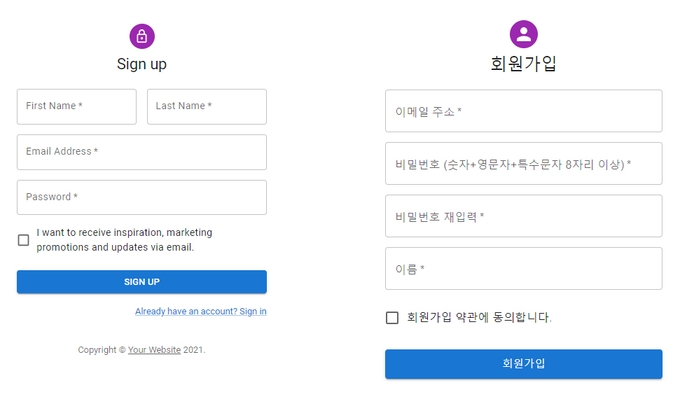 Sign up
First Name *
Last Name *
Email Address *
Password *
I want to receive inspiration, marketing
promotions and updates via email.
SIGN UP
Already have an account? Sign in
Copyright © Your Website 2021.
회원가입
이메일 주소 *
비밀번호 (숫자+영문자+특수문자 8자리 이상) *
비밀번호 재입력 *
이름 *
회원가입 약관에 동의합니다.
회원가입